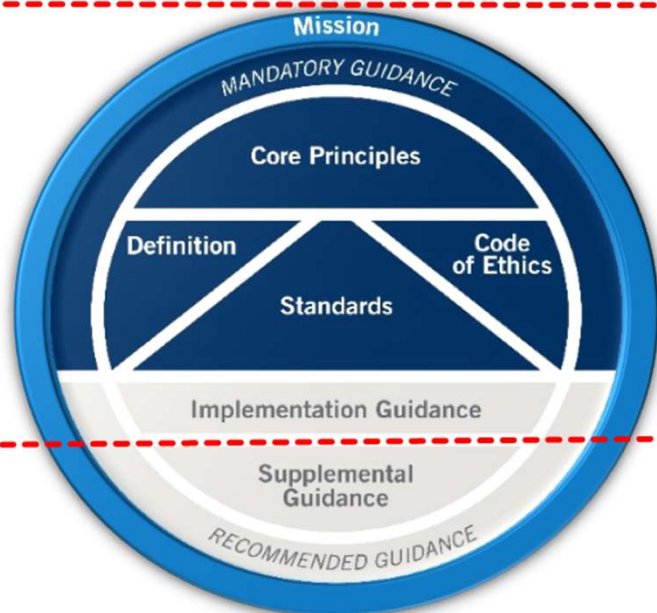 Mission
MANDATORY GUIDANCE
Core Principles
Definition
Code
of Ethics
Standards
Implementation Guidance
Supplemental
Guidance
RECOMMENDED GUIDANCE